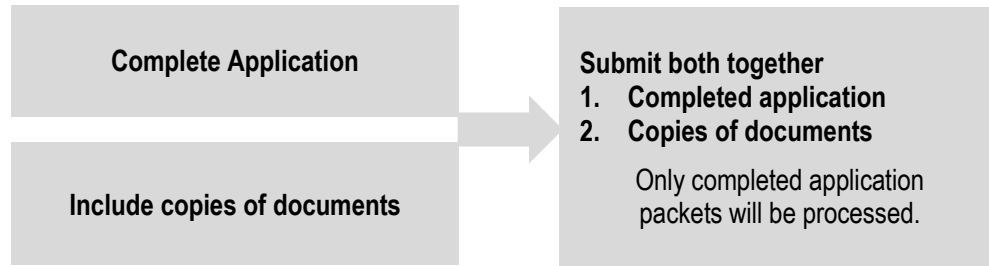 Complete Application
Include copies of documents
Submit both together
1. Completed application
2. Copies of documents
Only completed application
packets will be processed.